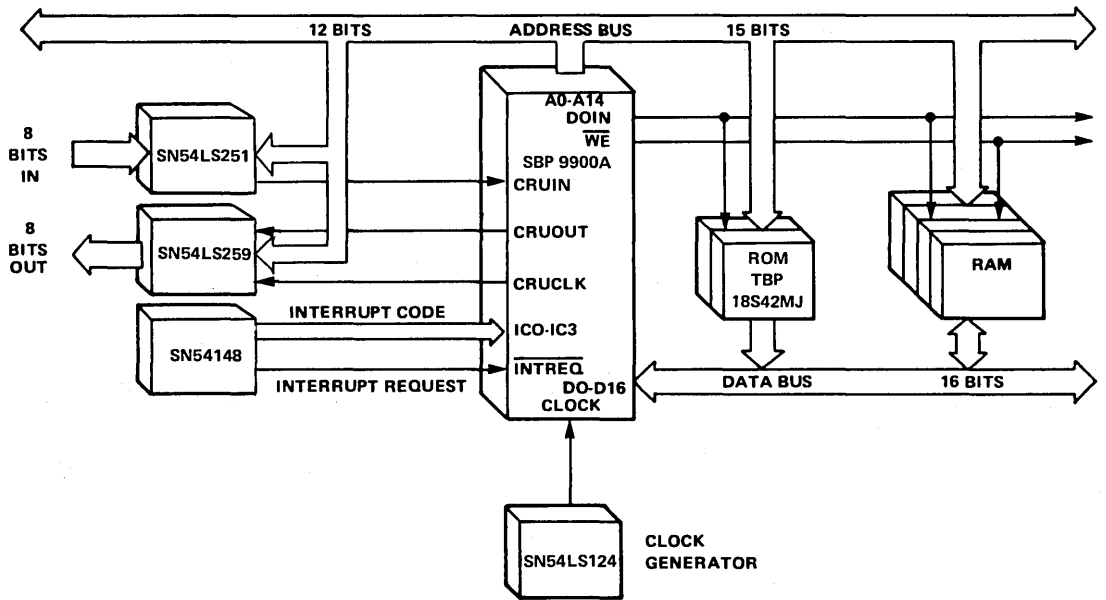 12 BITS
ADDRESS BUS
15 BITS
8
BITS
IN
SN54LS251
8
BITS
OUT
SN54LS259
SN54148
INTERRUPT CODE
INTERRUPT REQUEST
A0-A14
DOIN
WE
SBP 9900A
CRUIN
CRUOUT
CRUCLK
ICO-IC3
INTREQ
DO-D16
CLOCK
ROM
TBP
18S42MJ
RAM
DATA BUS
16 BITS
SN54LS124
CLOCK
GENERATOR